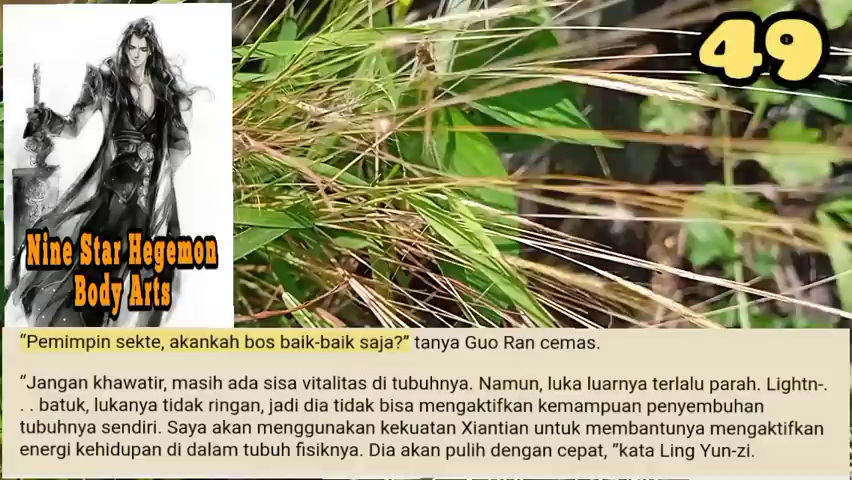 49
Nine Star Hegemon
Body Arts
“Pemimpin sekte, akankah bos baik-baik saja?” tanya Guo Ran cemas.
“Jangan khawatir, masih ada sisa vitalitas di tubuhnya. Namun, luka luarnya terlalu parah. Lightn-.
. . batuk, lukanya tidak ringan, jadi dia tidak bisa mengaktifkan kemampuan penyembuhan
tubuhnya sendiri. Saya akan menggunakan kekuatan Xiantian untuk membantunya mengaktifkan
energi kehidupan di dalam tubuh fisiknya. Dia akan pulih dengan cepat, ”kata Ling Yun-zi.